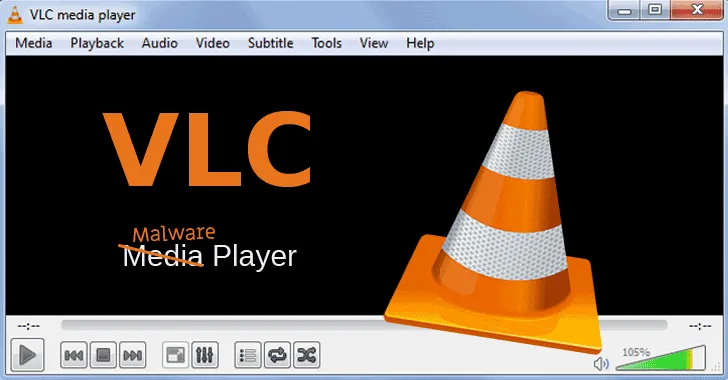 VLC media player
Media Playback Audio Video Subtitle Tools View Help
VLC
Malware
Media Player
--:-- --:--
105%